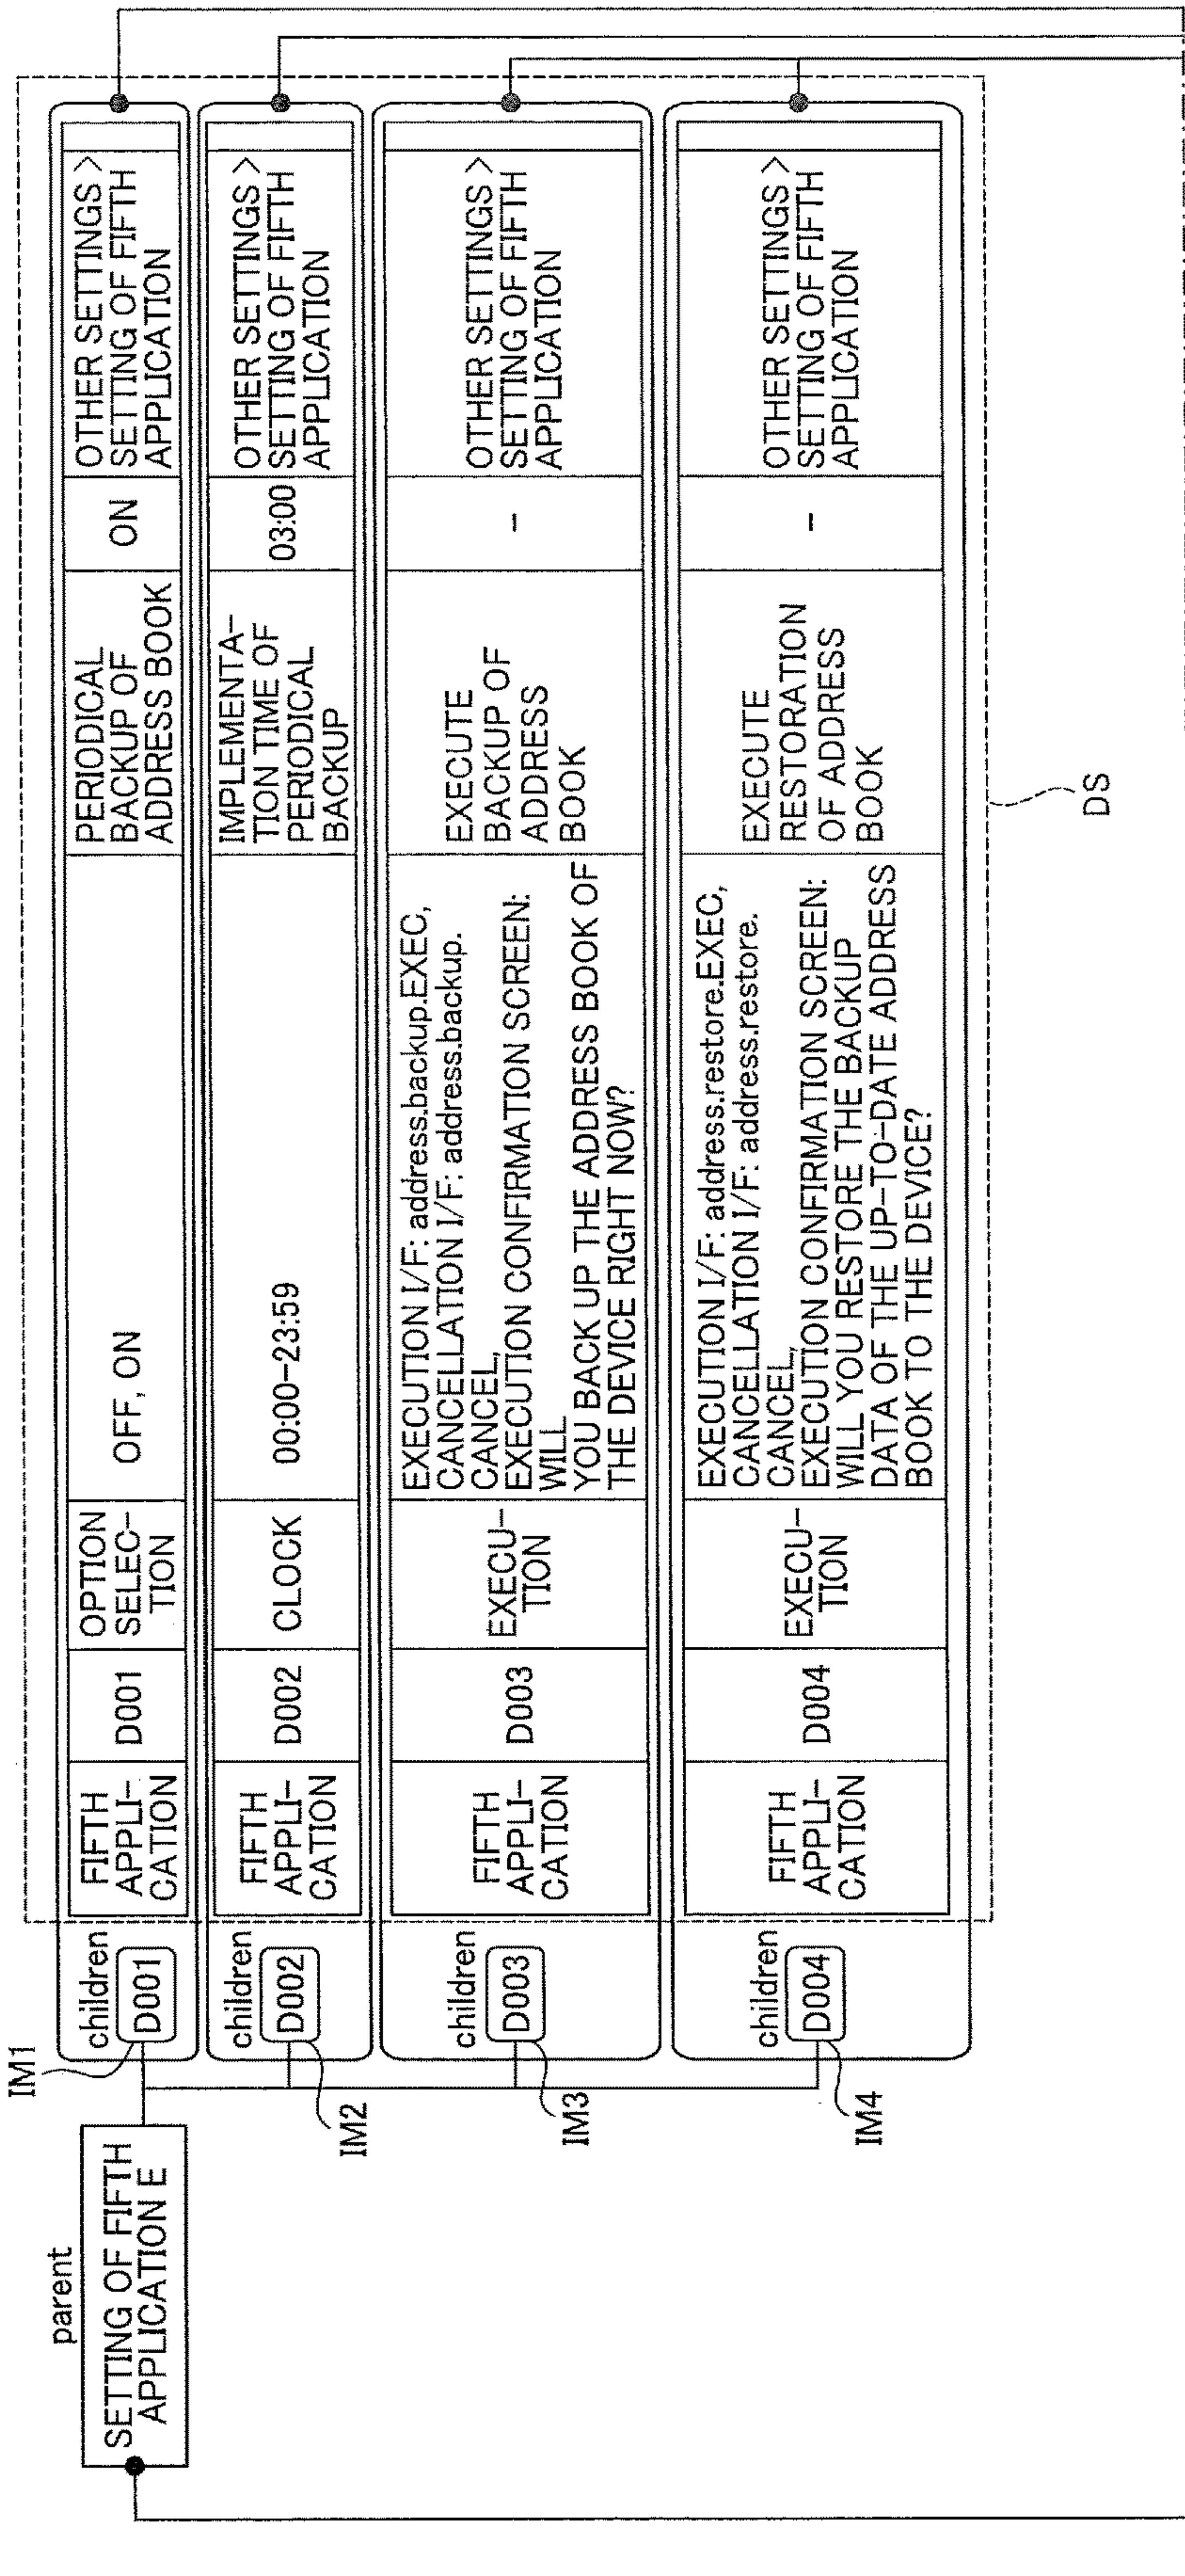 parent
SETTING OF FIFTH
APPLICATION E
IM1
children
D001
FIFTH
APPLI-
CATION
D001
OPTION
SELEC-
TION
OFF, ON
PERIODICAL
BACKUP OF
ADDRESS BOOK
ON
OTHER SETTINGS >
SETTING OF FIFTH
APPLICATION
IM2
children
D002
FIFTH
APPLI-
CATION
D002
CLOCK
00:00-23:59
IMPLEMENTA-
TION TIME OF
PERIODICAL
BACKUP
03:00
OTHER SETTINGS >
SETTING OF FIFTH
APPLICATION
IM3
children
D003
FIFTH
APPLI-
CATION
D003
EXECU-
TION
EXECUTION I/F: address.backup.EXEC,
CANCELLATION I/F: address.backup.
CANCEL,
EXECUTION CONFIRMATION SCREEN:
WILL
YOU BACK UP THE ADDRESS BOOK OF
THE DEVICE RIGHT NOW?
EXECUTE
BACKUP OF
ADDRESS
BOOK
-
OTHER SETTINGS >
SETTING OF FIFTH
APPLICATION
IM4
children
D004
FIFTH
APPLI-
CATION
D004
EXECU-
TION
EXECUTION I/F: address.restore.EXEC,
CANCELLATION I/F: address.restore.
CANCEL,
EXECUTION CONFIRMATION SCREEN:
WILL YOU RESTORE THE BACKUP
DATA OF THE UP-TO-DATE ADDRESS
BOOK TO THE DEVICE?
EXECUTE
RESTORATION
OF ADDRESS
BOOK
-
OTHER SETTINGS >
SETTING OF FIFTH
APPLICATION
DS